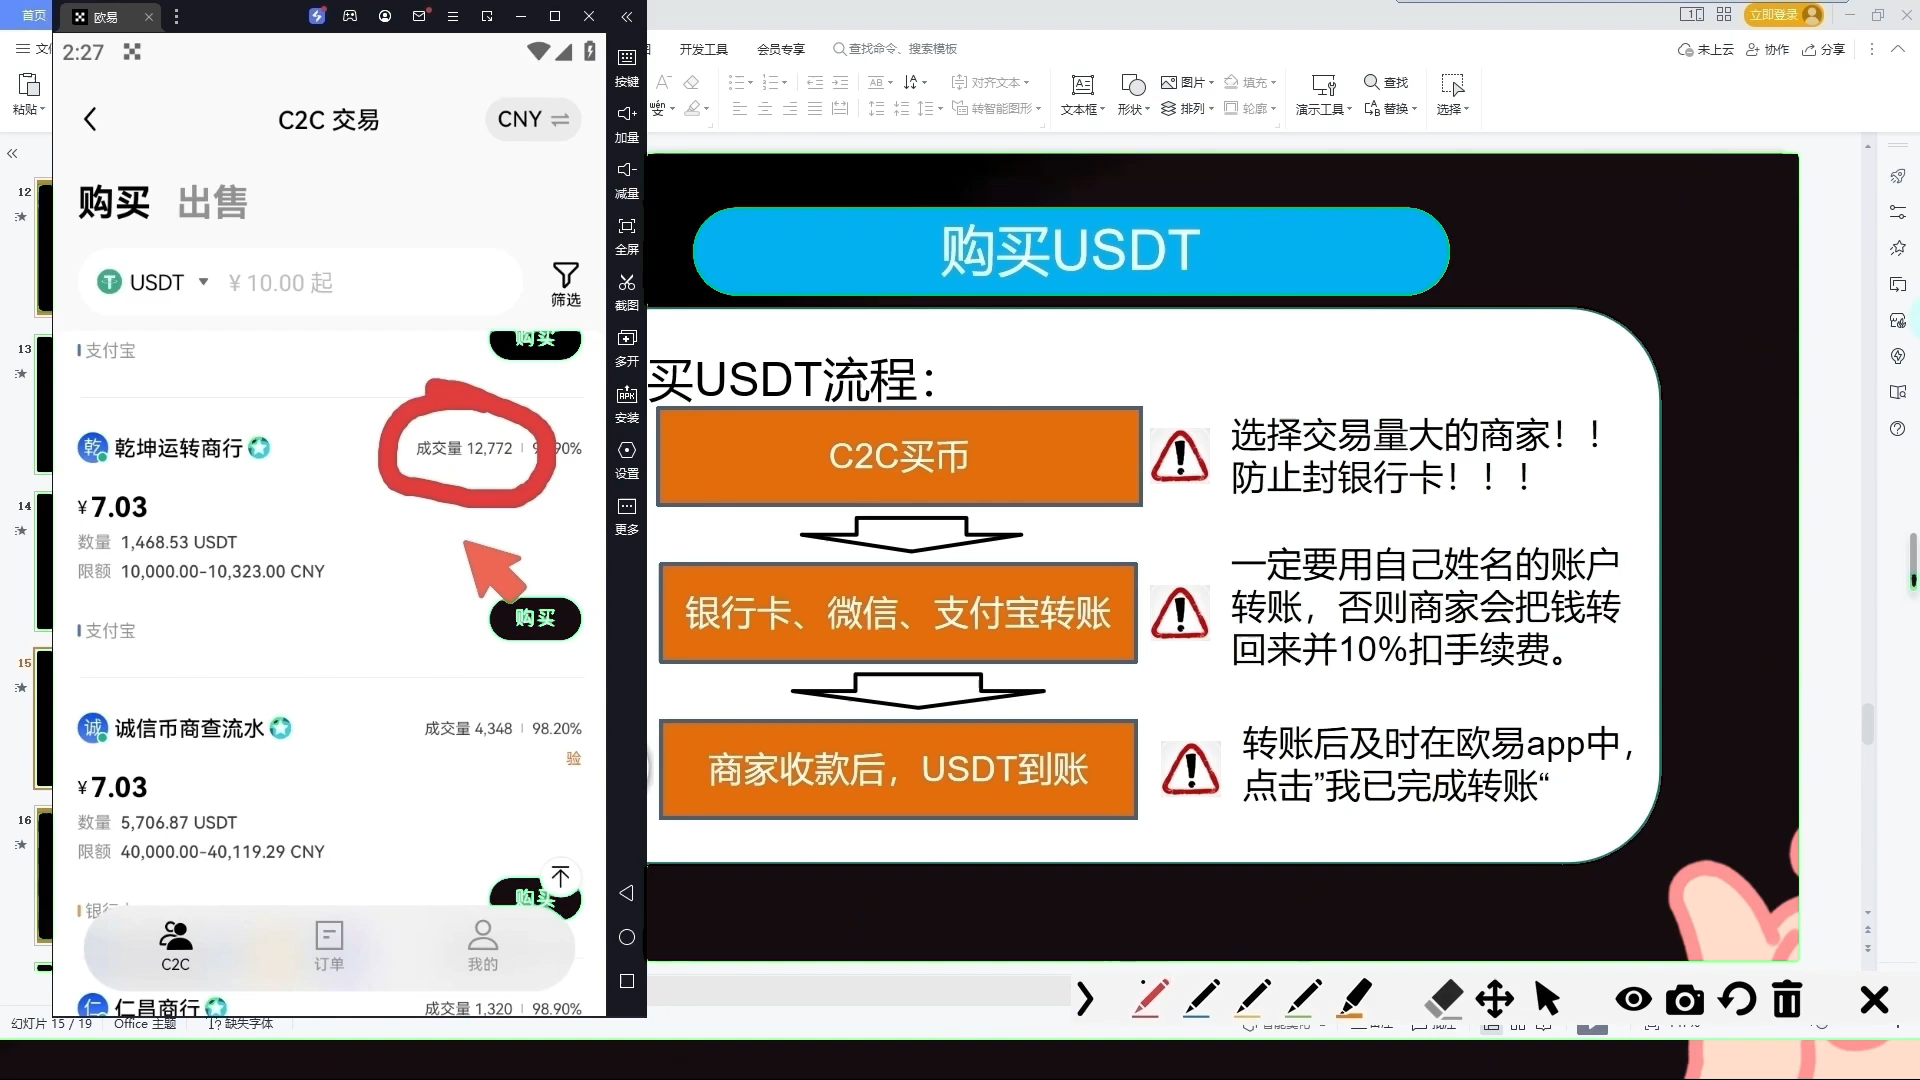 首页
欧易
2:27
C2C 交易
CNY
购买 出售
USDT ¥ 10.00 起
筛选
支付宝
购买
乾 乾坤运转商行
成交量 12,772
¥ 7.03
数量 1,468.53 USDT
限额 10,000.00-10,323.00 CNY
购买
支付宝
诚 诚信币商查流水
成交量 4,348 98.20%
验
¥ 7.03
数量 5,706.87 USDT
限额 40,000.00-40,119.29 CNY
购买
C2C
订单
我的
仁 仁昌商行
成交量 1,320 98.90%
按键
加量
减量
全屏
截图
多开
APK
安装
设置
更多
立即登录
开发工具
会员专享
查找命令、搜索模板
未上云
协作
分享
粘贴
对齐文本
转智能图形
文本框
形状
图片
排列
填充
轮廓
演示工具
查找
替换
选择
12
13
14
15
16
购买USDT
买USDT流程：
C2C买币
选择交易量大的商家！！
防止封银行卡！！！
银行卡、微信、支付宝转账
一定要用自己姓名的账户
转账，否则商家会把钱转
回来并10%扣手续费。
商家收款后，USDT到账
转账后及时在欧易app中，
点击”我已完成转账“
幻灯片 15 / 19
Office 主题
缺失字体